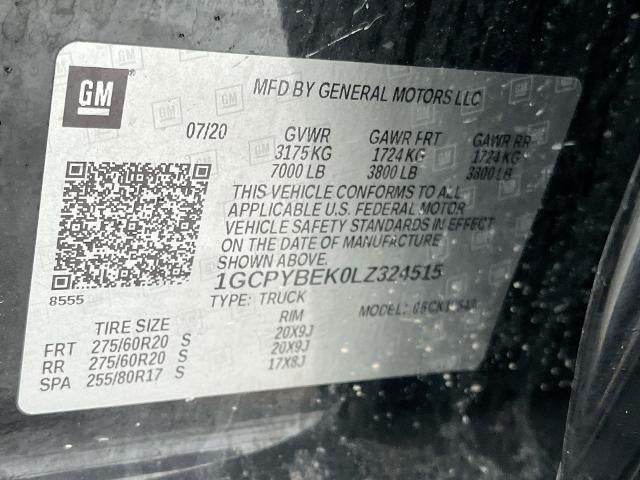 GM
MFD BY GENERAL MOTORS LLC
07/20 GVWR GAWR FRT GAWR RR
3175 KG 1724 KG 1724 KG
7000 LB 3800 LB 3800 LB
THIS VEHICLE CONFORMS TO ALL
APPLICABLE U.S. FEDERAL MOTOR
VEHICLE SAFETY STANDARDS IN EFFECT
ON THE DATE OF MANUFACTURE
SHOWN ABOVE.
8555
1GCPYBEK0LZ324515
TYPE: TRUCK MODEL:
TIRE SIZE RIM
FRT 275/60R20 S 20X9J
RR 275/60R20 S 20X9J
SPA 255/80R17 S 17X8J